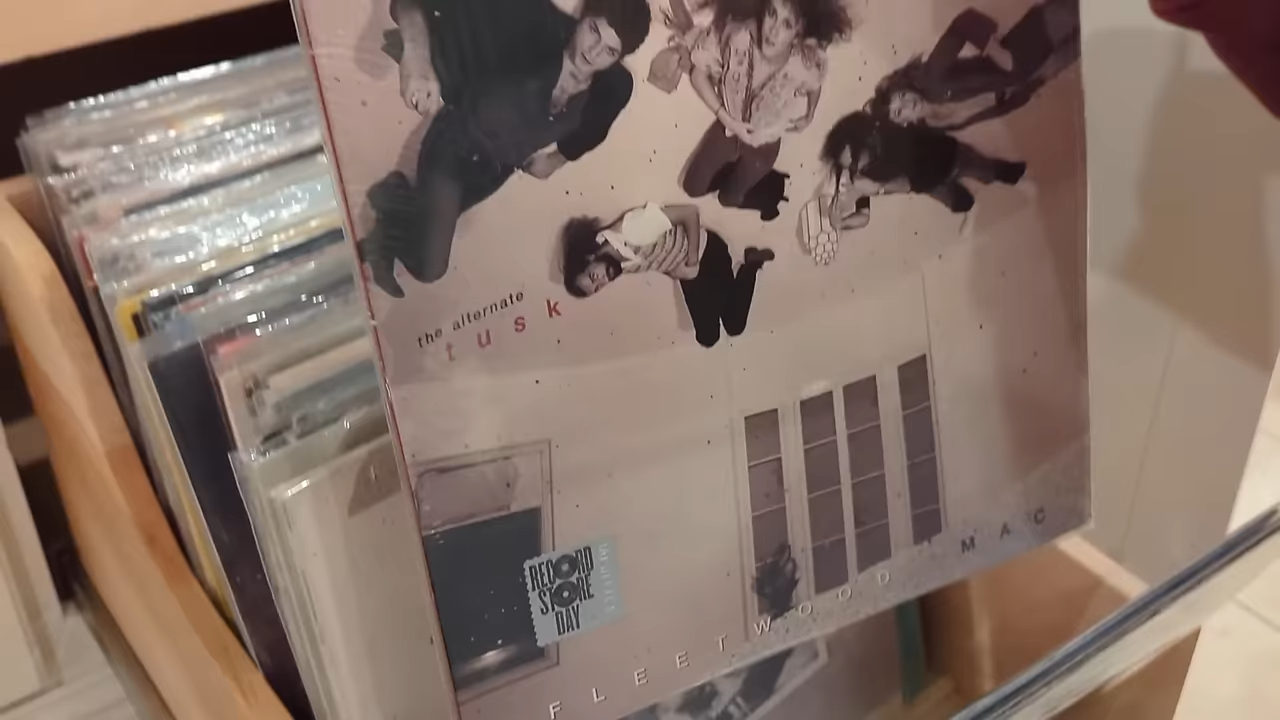 the alternate
tusk
RECORD
STORE
DAY
FLEETWOOD MAC